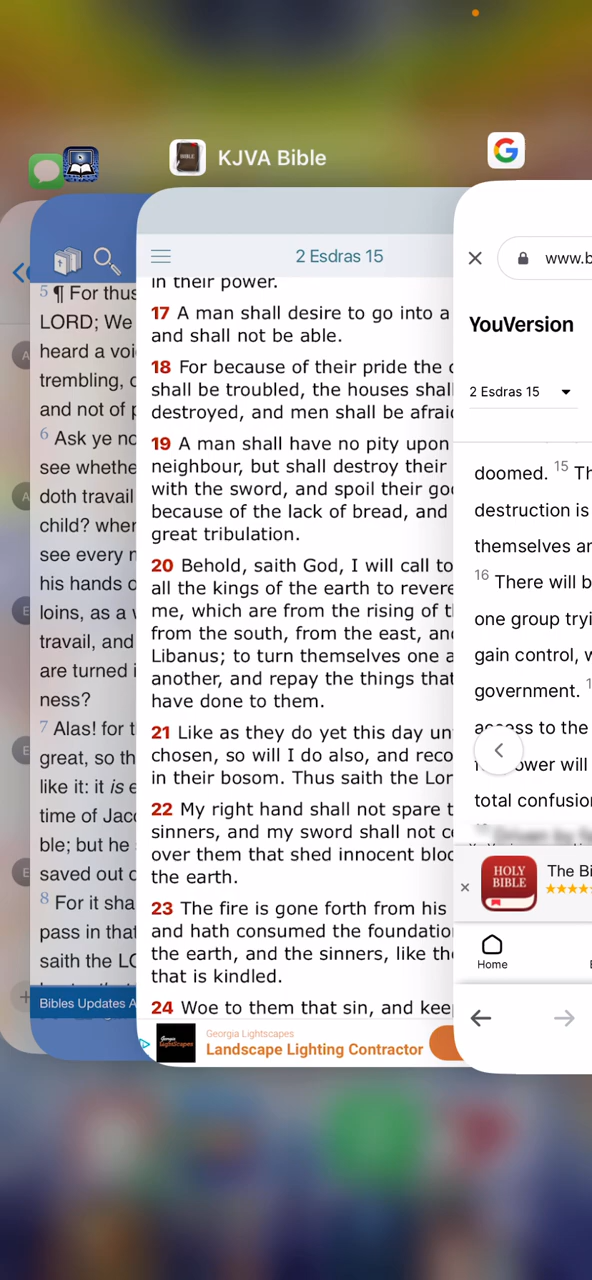 KJVA Bible
5 ¶ For thus
LORD; We
heard a voi
trembling, c
and not of p
6 Ask ye no
see whethe
doth travail
child? wher
see every n
his hands o
loins, as a w
travail, and
are turned i
ness?
7 Alas! for t
great, so th
like it: it is e
time of Jaco
ble; but he
saved out o
8 For it sha
pass in that
saith the LO
Bibles Updates A
2 Esdras 15
in their power.
17 A man shall desire to go into a
and shall not be able.
18 For because of their pride the c
shall be troubled, the houses shal
destroyed, and men shall be afraid
19 A man shall have no pity upon
neighbour, but shall destroy their
with the sword, and spoil their goo
because of the lack of bread, and
great tribulation.
20 Behold, saith God, I will call to
all the kings of the earth to revere
me, which are from the rising of t
from the south, from the east, and
Libanus; to turn themselves one a
another, and repay the things that
have done to them.
21 Like as they do yet this day un
chosen, so will I do also, and reco
in their bosom. Thus saith the Lor
22 My right hand shall not spare t
sinners, and my sword shall not c
over them that shed innocent bloo
the earth.
23 The fire is gone forth from his
and hath consumed the foundatio
the earth, and the sinners, like the
that is kindled.
24 Woe to them that sin, and keep
Georgia Lightscapes
Landscape Lighting Contractor
www.b
YouVersion
2 Esdras 15
doomed. 15 Th
destruction is
themselves an
16 There will b
one group tryi
gain control, w
government. 1
access to the
power will
total confusion
HOLY
BIBLE
The Bi
Home